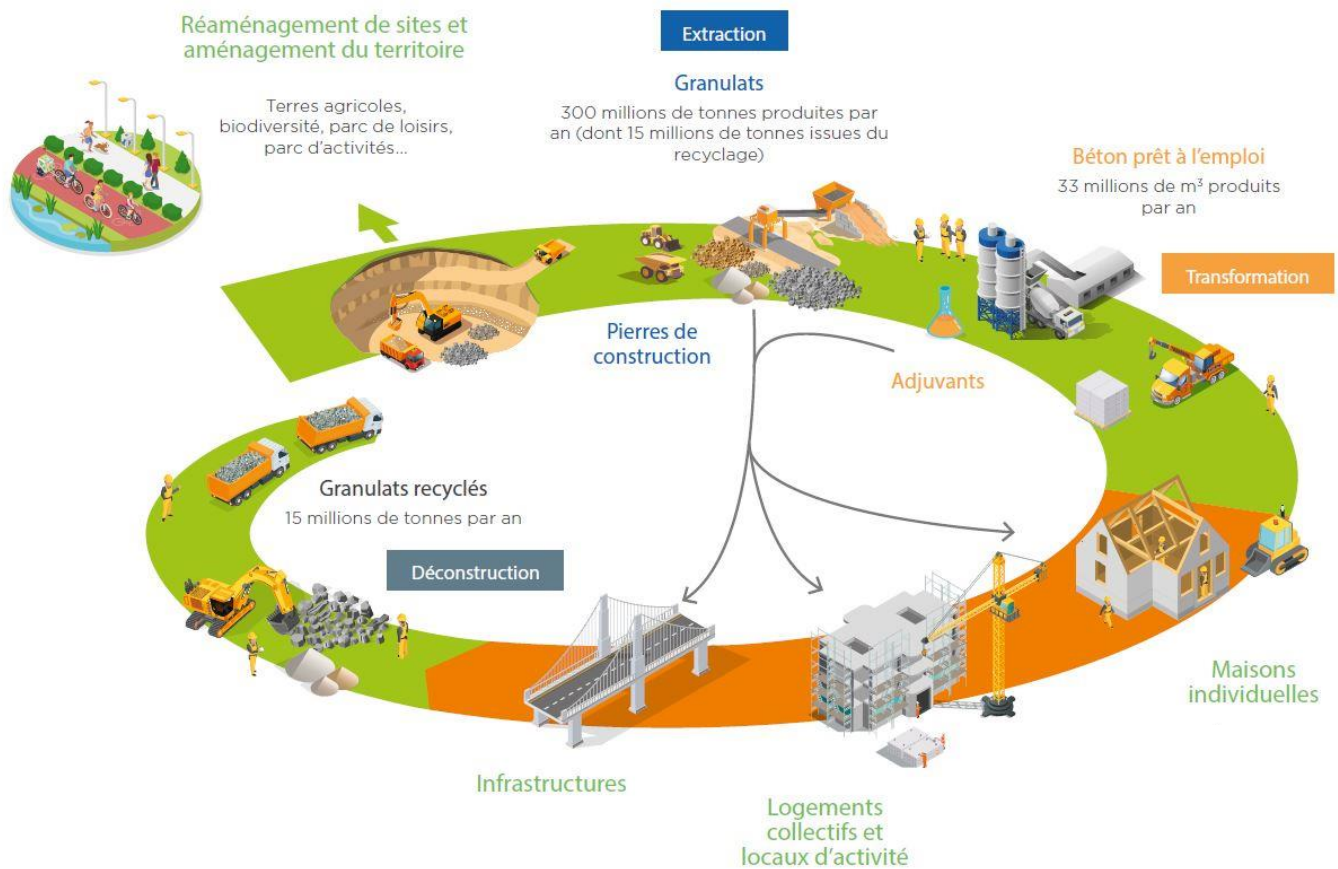 Réaménagement de sites et
aménagement du territoire
Terres agricoles,
biodiversité, parc de loisirs,
parc d'activités...
Extraction
Granulats
300 millions de tonnes produites par
an (dont 15 millions de tonnes issues du
recyclage)
Béton prêt à l'emploi
33 millions de m³ produits
par an
Transformation
Pierres de
construction
Adjuvants
Granulats recyclés
15 millions de tonnes par an
Déconstruction
Maisons
individuelles
Infrastructures
Logements
collectifs et
locaux d'activité